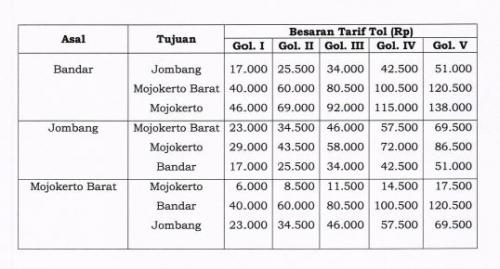 Asal Tujuan Besaran Tarif Tol (Rp)
Gol. I Gol. II Gol. III Gol. IV Gol. V
Bandar Jombang 17.000 25.500 34.000 42.500 51.000
Mojokerto Barat 40.000 60.000 80.500 100.500 120.500
Mojokerto 46.000 69.000 92.000 115.000 138.000
Jombang Mojokerto Barat 23.000 34.500 46.000 57.500 69.500
Mojokerto 29.000 43.500 58.000 72.000 86.500
Bandar 17.000 25.500 34.000 42.500 51.000
Mojokerto Barat Mojokerto 6.000 8.500 11.500 14.500 17.500
Bandar 40.000 60.000 80.500 100.500 120.500
Jombang 23.000 34.500 46.000 57.500 69.500